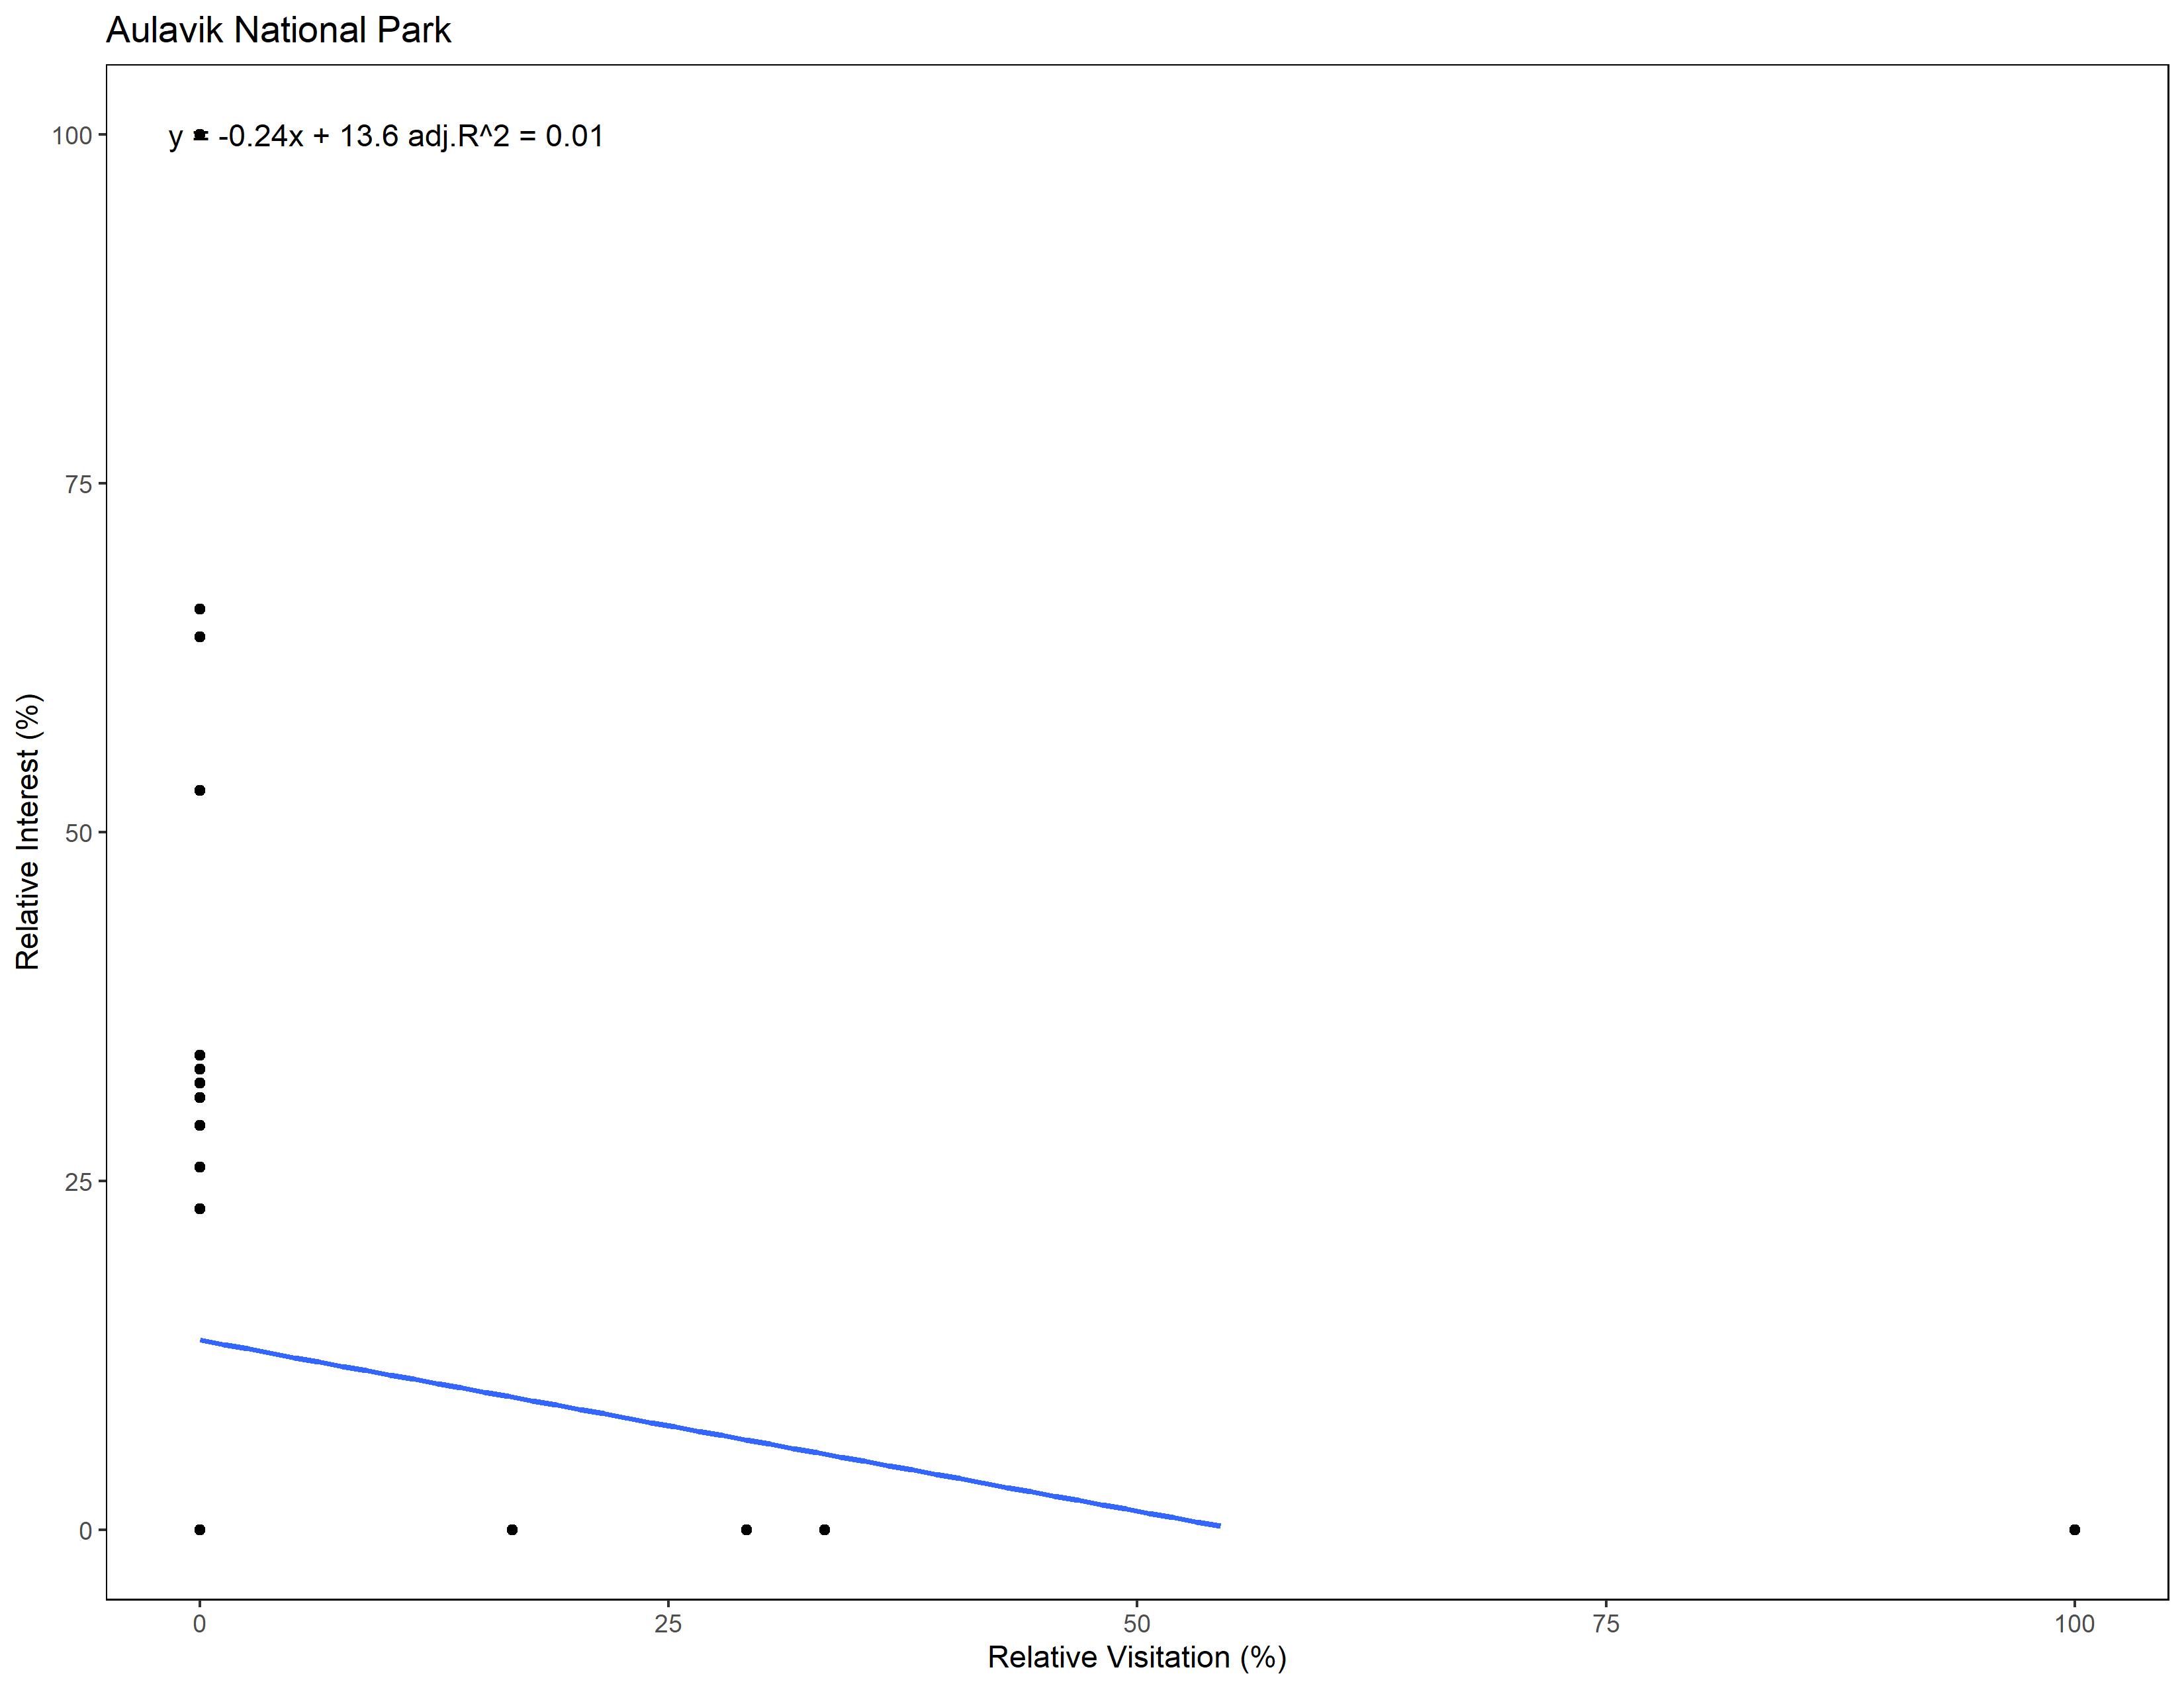 Aulavik National Park
y = -0.24x + 13.6 adj.R^2 = 0.01
100
75
50
25
0
Relative Interest (%)
0 25 50 75 100
Relative Visitation (%)